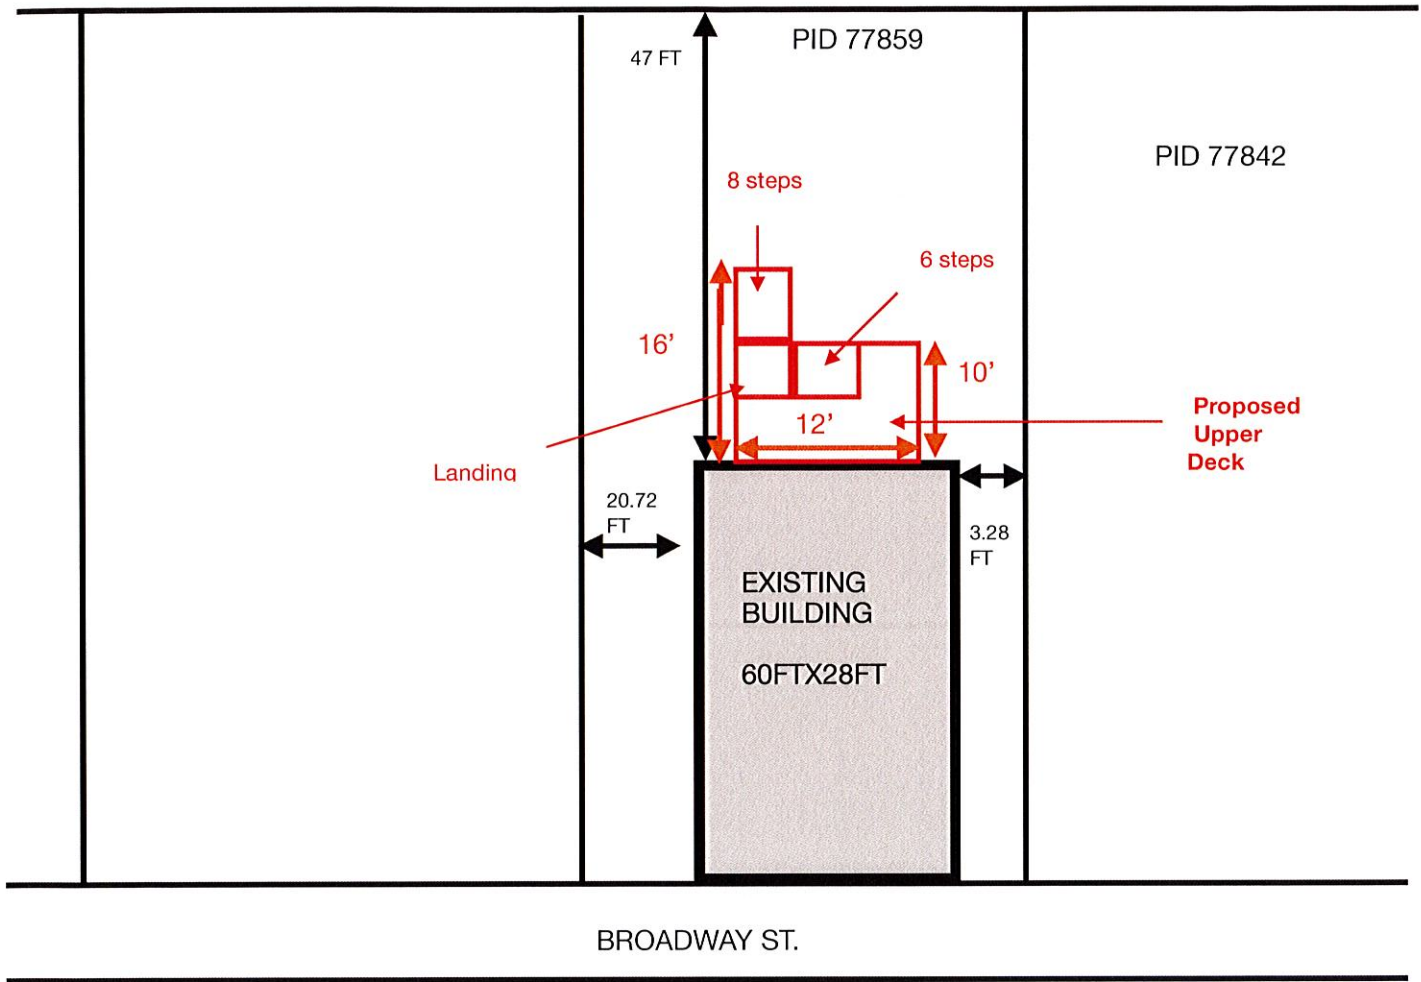 PID 77859
47 FT
PID 77842
8 steps
6 steps
16’
10’
Proposed
Upper
Deck
12’
Landing
20.72
FT
3.28
FT
EXISTING
BUILDING
60FTX28FT
BROADWAY ST.